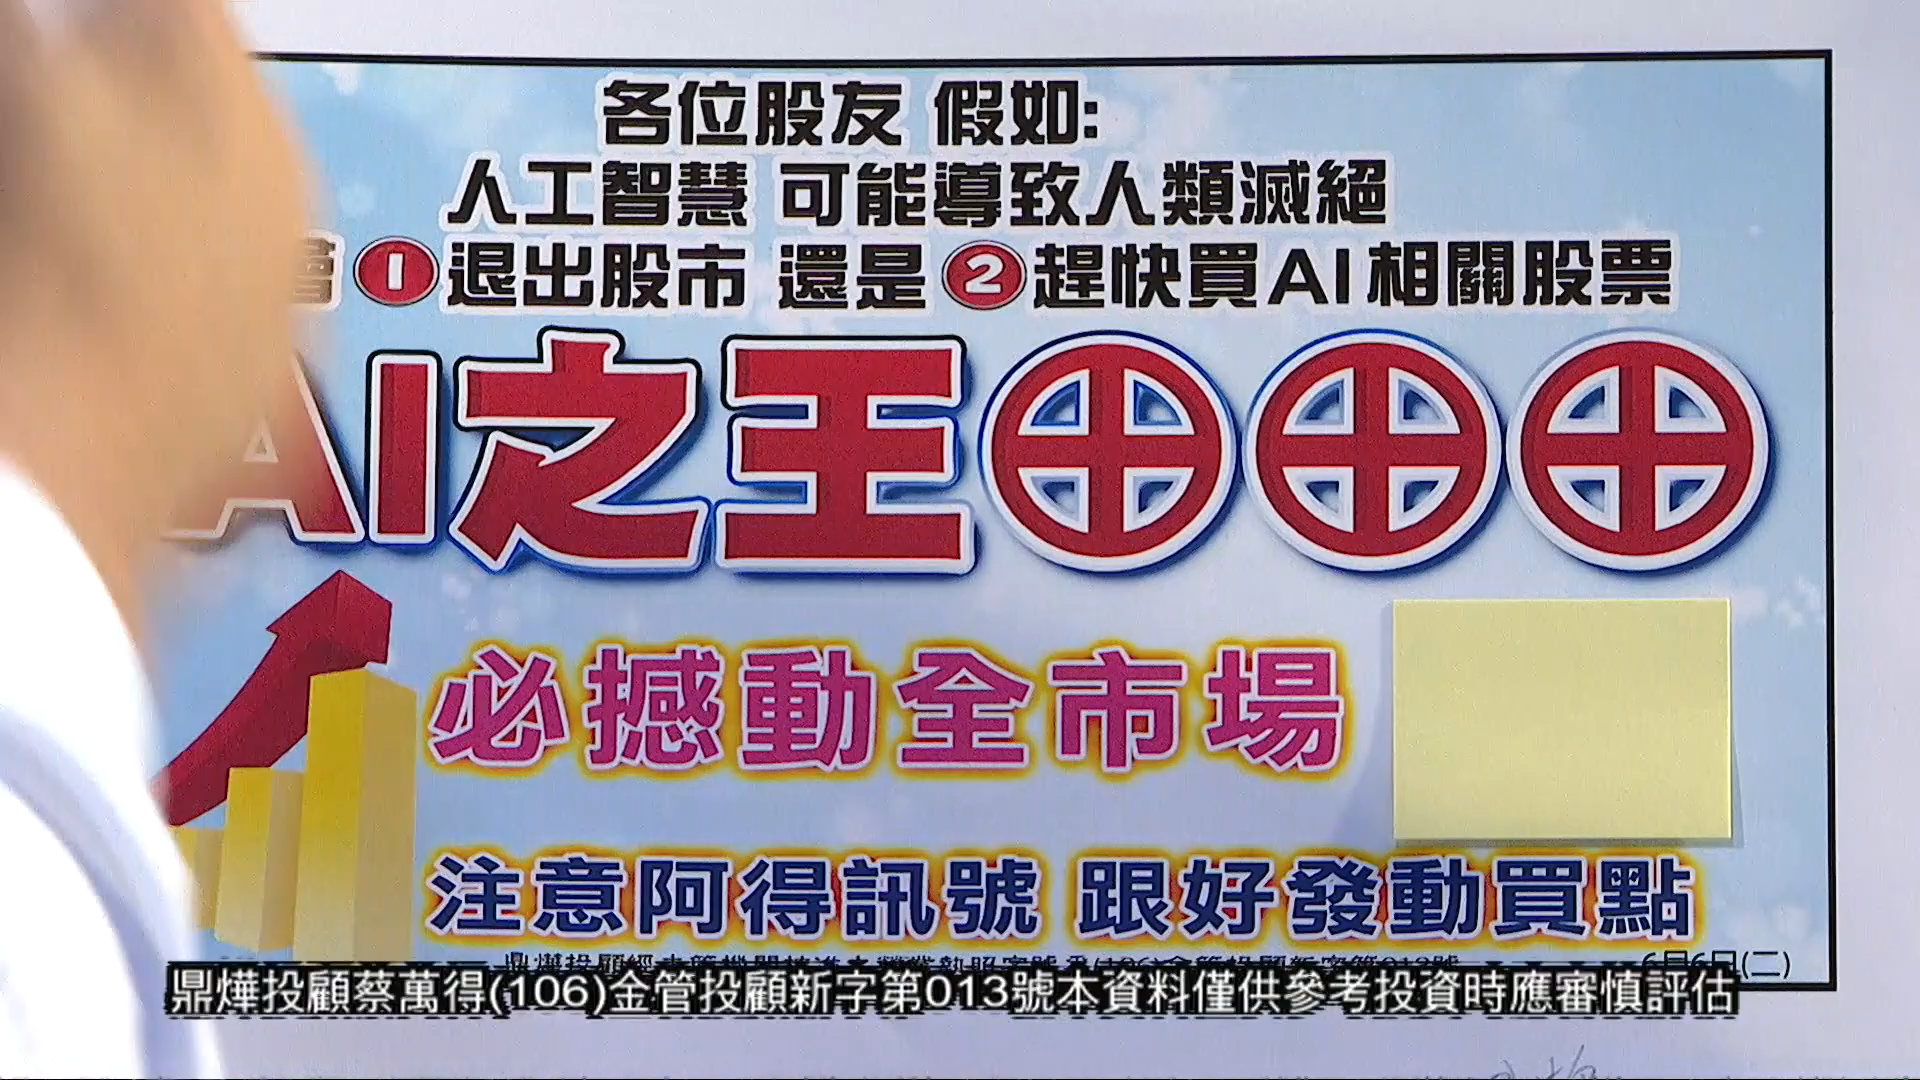 各位股友 假如:
人工智慧 可能導致人類滅絕
會 1 退出股市 還是 2 趕快買AI相關股票
AI之王⊕⊕⊕
必撼動全市場
注意阿得訊號 跟好發動買點
6月6日(二)
鼎燁投顧蔡萬得(106)金管投顧新字第013號本資料僅供參考投資時應審慎評估